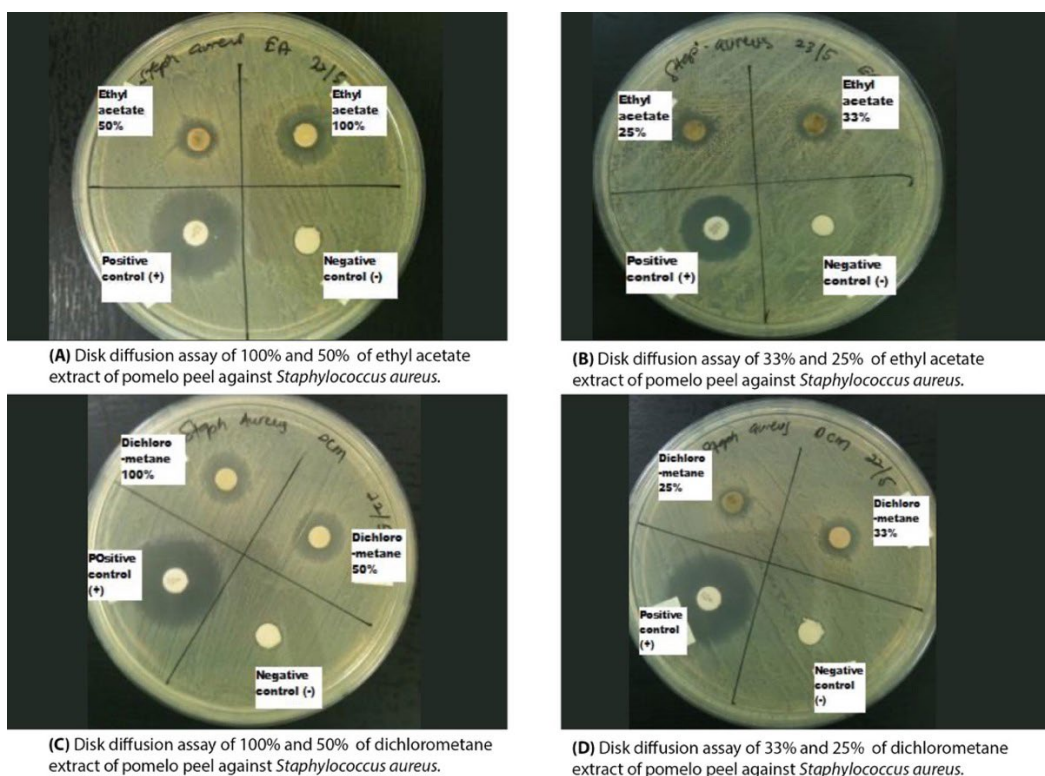 Staph aureus EA 22/5
Ethyl
acetate
50%
Ethyl
acetate
100%
Positive
control (+)
Negative
control (-)
(A) Disk diffusion assay of 100% and 50% of ethyl acetate
extract of pomelo peel against Staphylococcus aureus.
aureus 23/5
Ethyl
acetate
25%
Ethyl
acetate
33%
Positive
control (+)
Negative
control (-)
(B) Disk diffusion assay of 33% and 25% of ethyl acetate
extract of pomelo peel against Staphylococcus aureus.
Staph Aureus DCM
Dichloro
-metane
100%
Dichloro
-metane
50%
POsitive
control
(+)
Negative
control (-)
(C) Disk diffusion assay of 100% and 50% of dichlorometane
extract of pomelo peel against Staphylococcus aureus.
Staph aureus DCM 22/5
Dichloro
-metane
25%
Dichloro
-metane
33%
Positive
control
(+)
Negative
control
(-)
(D) Disk diffusion assay of 33% and 25% of dichlorometane
extract of pomelo peel against Staphylococcus aureus.